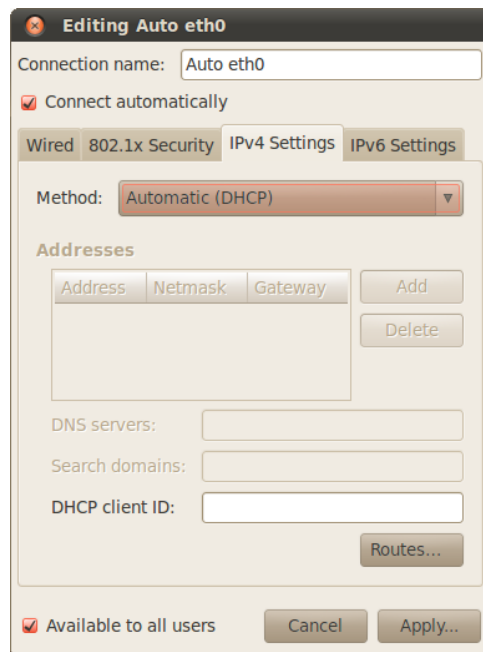 Editing Auto eth0
Connection name: Auto eth0
Connect automatically
Wired 802.1x Security IPv4 Settings IPv6 Settings
Method: Automatic (DHCP)
Addresses
Address Netmask Gateway Add
Delete
DNS servers:
Search domains:
DHCP client ID:
Routes...
Available to all users Cancel Apply...